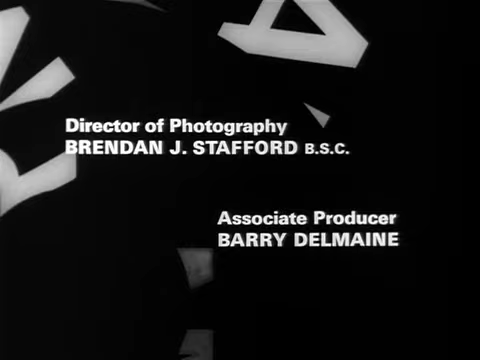 Director of Photography
BRENDAN J. STAFFORD B.S.C.
Associate Producer
BARRY DELMAINE